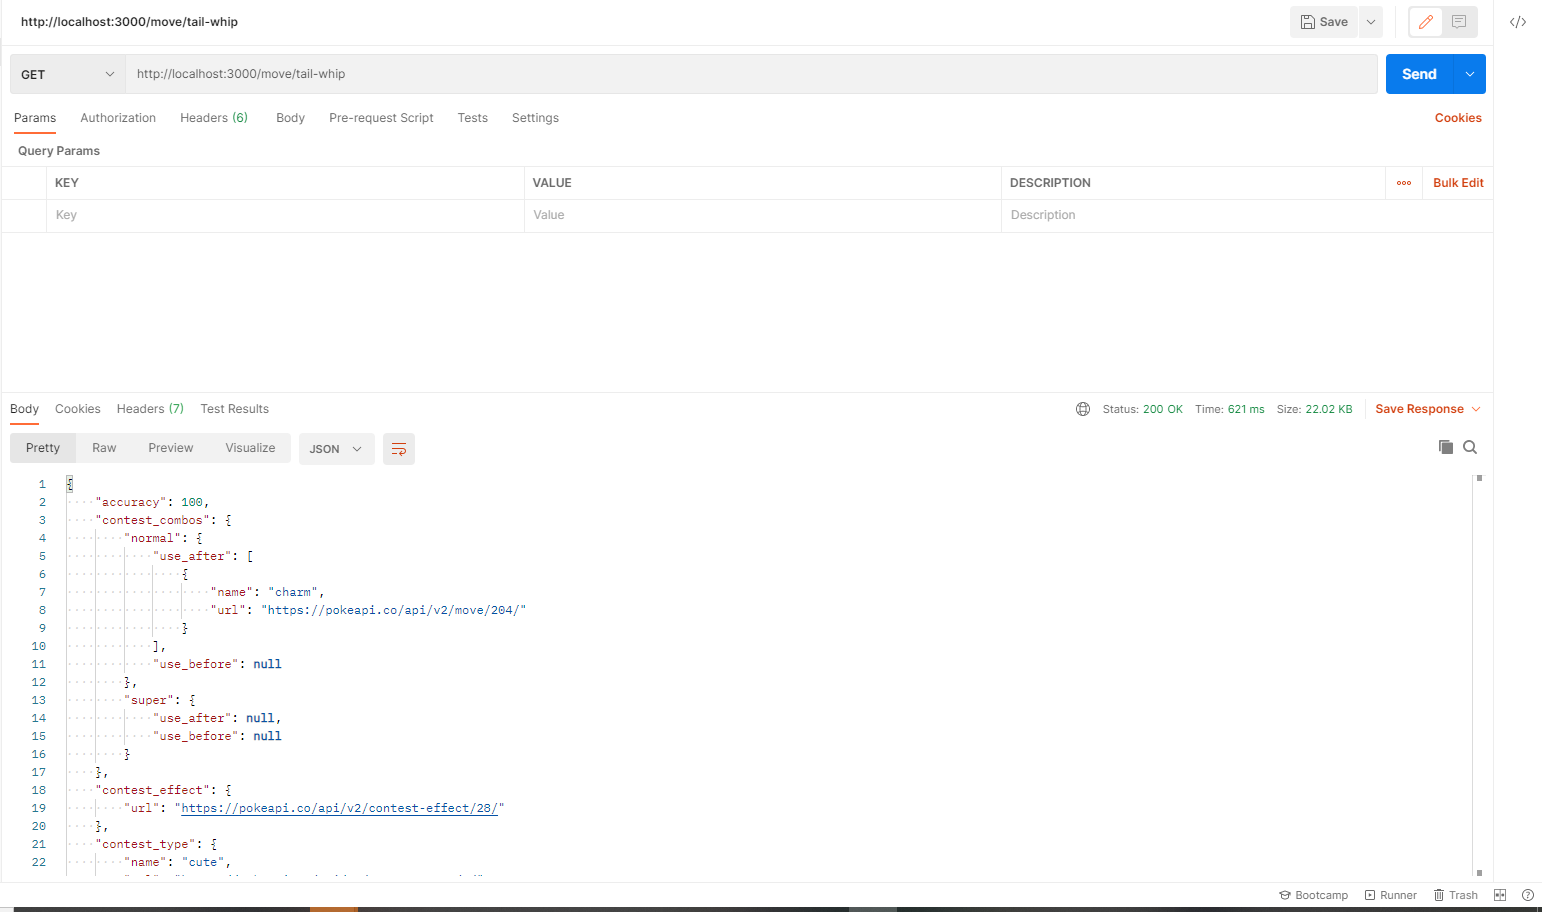 http://localhost:3000/move/tail-whip
Save
GET
http://localhost:3000/move/tail-whip
Send
Params Authorization Headers (6) Body Pre-request Script Tests Settings Cookies
Query Params
KEY VALUE DESCRIPTION Bulk Edit
Key Value Description
Body Cookies Headers (7) Test Results Status: 200 OK Time: 621 ms Size: 22.02 KB Save Response
Pretty Raw Preview Visualize JSON
1 {
2 "accuracy": 100,
3 "contest_combos": {
4 "normal": {
5 "use_after": [
6 {
7 "name": "charm",
8 "url": "https://pokeapi.co/api/v2/move/204/"
9 }
10 ],
11 "use_before": null
12 },
13 "super": {
14 "use_after": null,
15 "use_before": null
16 }
17 },
18 "contest_effect": {
19 "url": "https://pokeapi.co/api/v2/contest-effect/28/"
20 },
21 "contest_type": {
22 "name": "cute",
Bootcamp Runner Trash